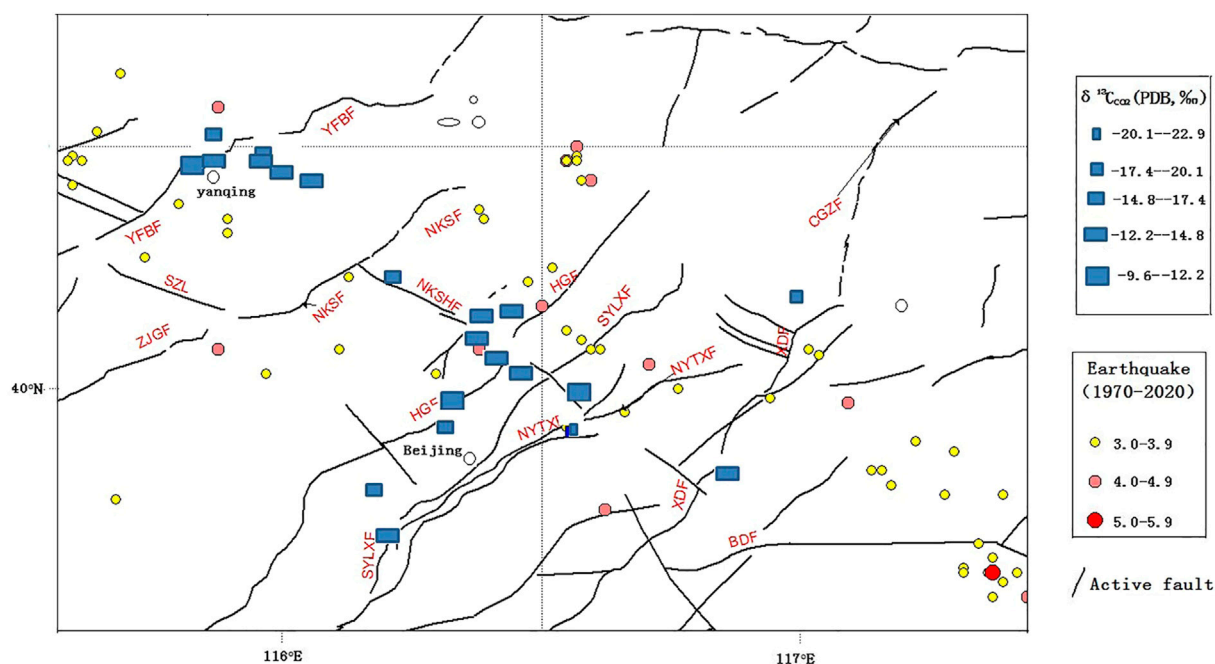 YFBF
yanqing
YFBF
SZL
ZJGF
NKSF
NKSF
NKSHF
HGF
SYLXF
NYTXF
XDF
CGZF
HGF
NYTXF
Beijing
SYLXF
XDF
BDF
40°N
116°E
117°E
δ ¹³C_CO2 (PDB, ‰)
-20.1--22.9
-17.4--20.1
-14.8--17.4
-12.2--14.8
-9.6--12.2
Earthquake
(1970-2020)
3.0-3.9
4.0-4.9
5.0-5.9
Active fault